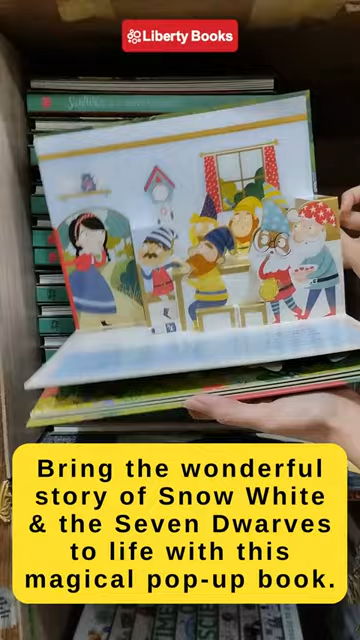 Liberty Books
Bring the wonderful
story of Snow White
& the Seven Dwarves
to life with this
magical pop-up book.